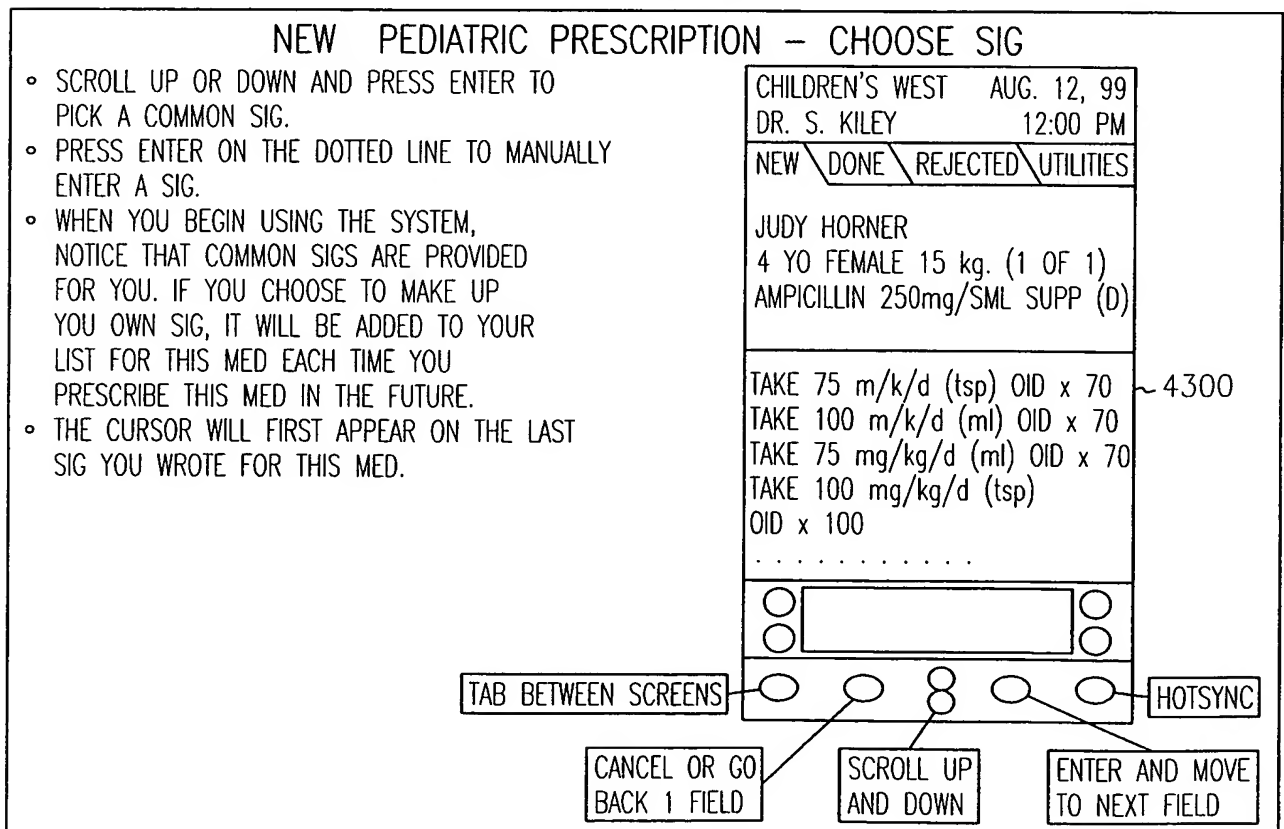 NEW PEDIATRIC PRESCRIPTION – CHOOSE SIG
° SCROLL UP OR DOWN AND PRESS ENTER TO
PICK A COMMON SIG.
° PRESS ENTER ON THE DOTTED LINE TO MANUALLY
ENTER A SIG.
° WHEN YOU BEGIN USING THE SYSTEM,
NOTICE THAT COMMON SIGS ARE PROVIDED
FOR YOU. IF YOU CHOOSE TO MAKE UP
YOU OWN SIG, IT WILL BE ADDED TO YOUR
LIST FOR THIS MED EACH TIME YOU
PRESCRIBE THIS MED IN THE FUTURE.
° THE CURSOR WILL FIRST APPEAR ON THE LAST
SIG YOU WROTE FOR THIS MED.
CHILDREN'S WEST AUG. 12, 99
DR. S. KILEY 12:00 PM
NEW DONE REJECTED UTILITIES
JUDY HORNER
4 YO FEMALE 15 kg. (1 OF 1)
AMPICILLIN 250mg/SML SUPP (D)
TAKE 75 m/k/d (tsp) OID x 70
4300
TAKE 100 m/k/d (ml) OID x 70
TAKE 75 mg/kg/d (ml) OID x 70
TAKE 100 mg/kg/d (tsp)
OID x 100
. . . . . . . . . . .
TAB BETWEEN SCREENS
HOTSYNC
CANCEL OR GO
BACK 1 FIELD
SCROLL UP
AND DOWN
ENTER AND MOVE
TO NEXT FIELD